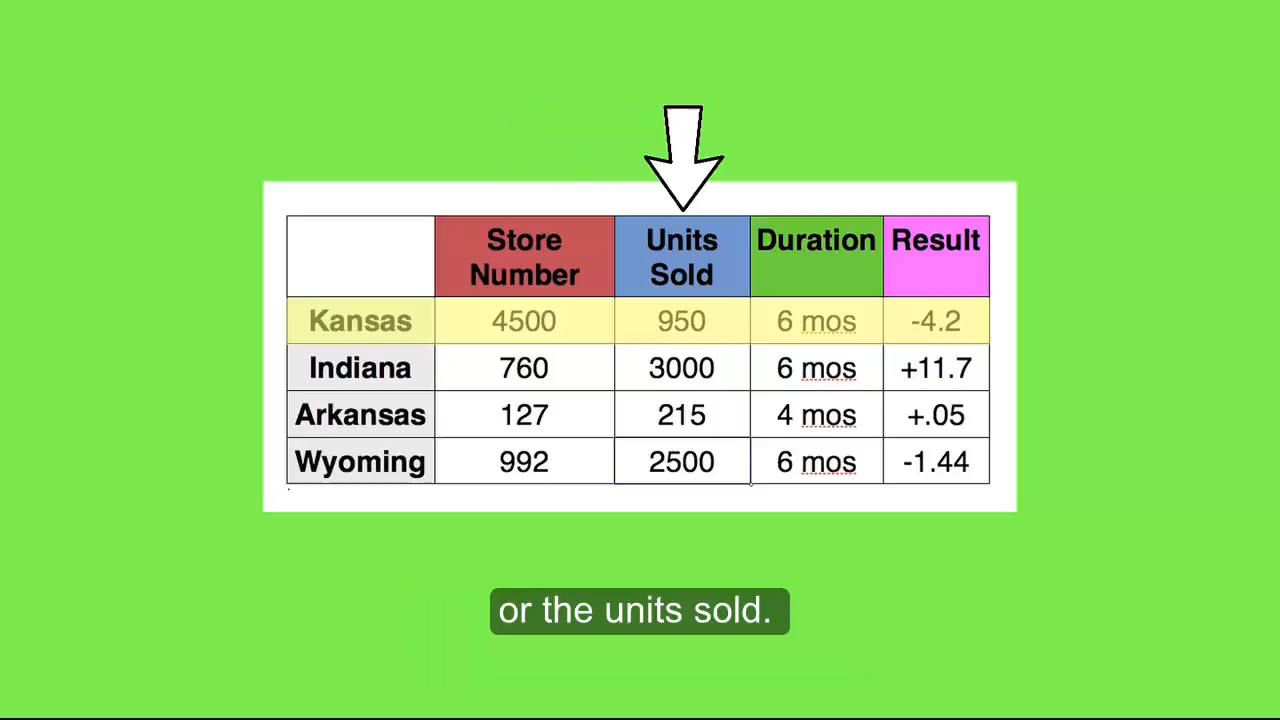 Store Number Units Sold Duration Result
Kansas 4500 950 6 mos -4.2
Indiana 760 3000 6 mos +11.7
Arkansas 127 215 4 mos +.05
Wyoming 992 2500 6 mos -1.44
or the units sold.